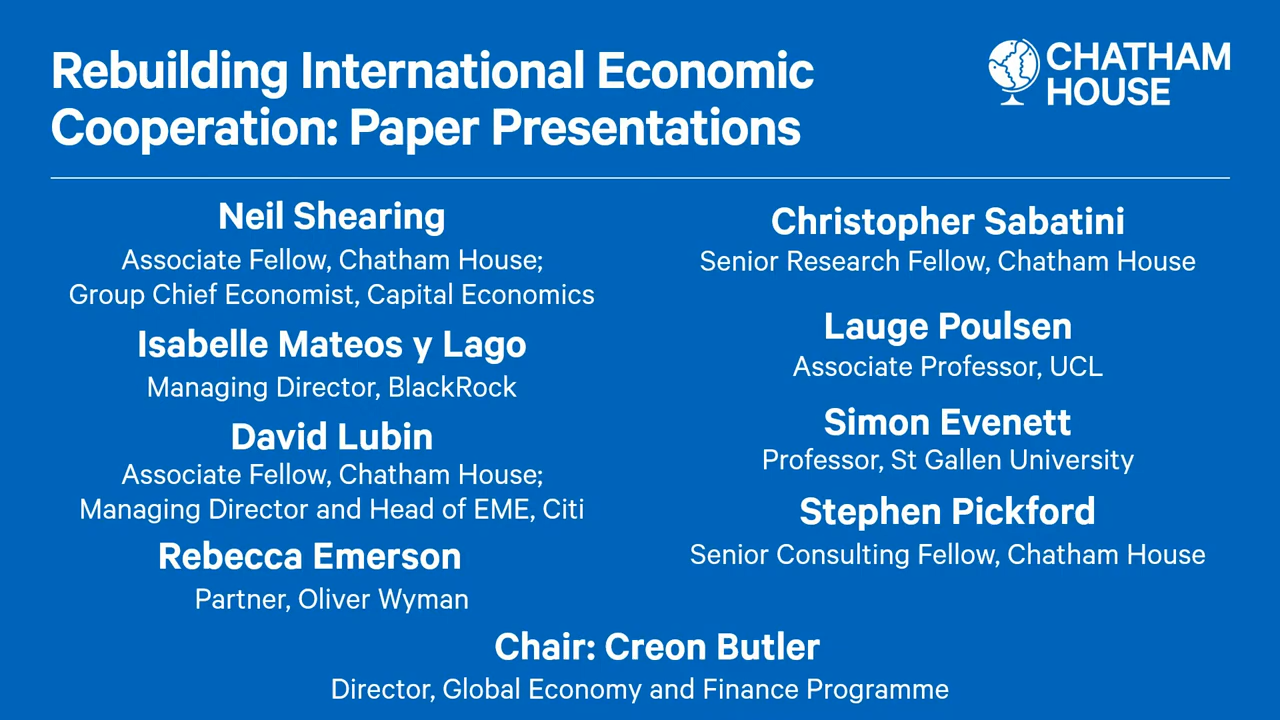 Rebuilding International Economic
Cooperation: Paper Presentations
CHATHAM
HOUSE
Neil Shearing
Associate Fellow, Chatham House;
Group Chief Economist, Capital Economics
Isabelle Mateos y Lago
Managing Director, BlackRock
David Lubin
Associate Fellow, Chatham House;
Managing Director and Head of EME, Citi
Rebecca Emerson
Partner, Oliver Wyman
Christopher Sabatini
Senior Research Fellow, Chatham House
Lauge Poulsen
Associate Professor, UCL
Simon Evenett
Professor, St Gallen University
Stephen Pickford
Senior Consulting Fellow, Chatham House
Chair: Creon Butler
Director, Global Economy and Finance Programme